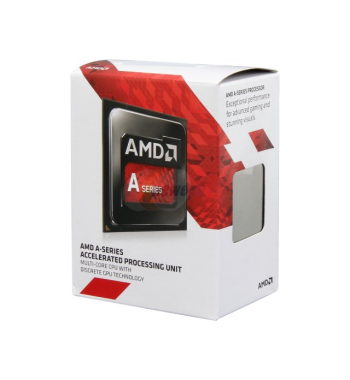 AMD
AMD A-SERIES PROCESSOR
Exceptional performance
for advanced gaming and
stunning visuals.
AMD
A SERIES
AMD A-SERIES
ACCELERATED PROCESSING UNIT
MULTI-CORE CPU WITH
DISCRETE GPU TECHNOLOGY
AMD